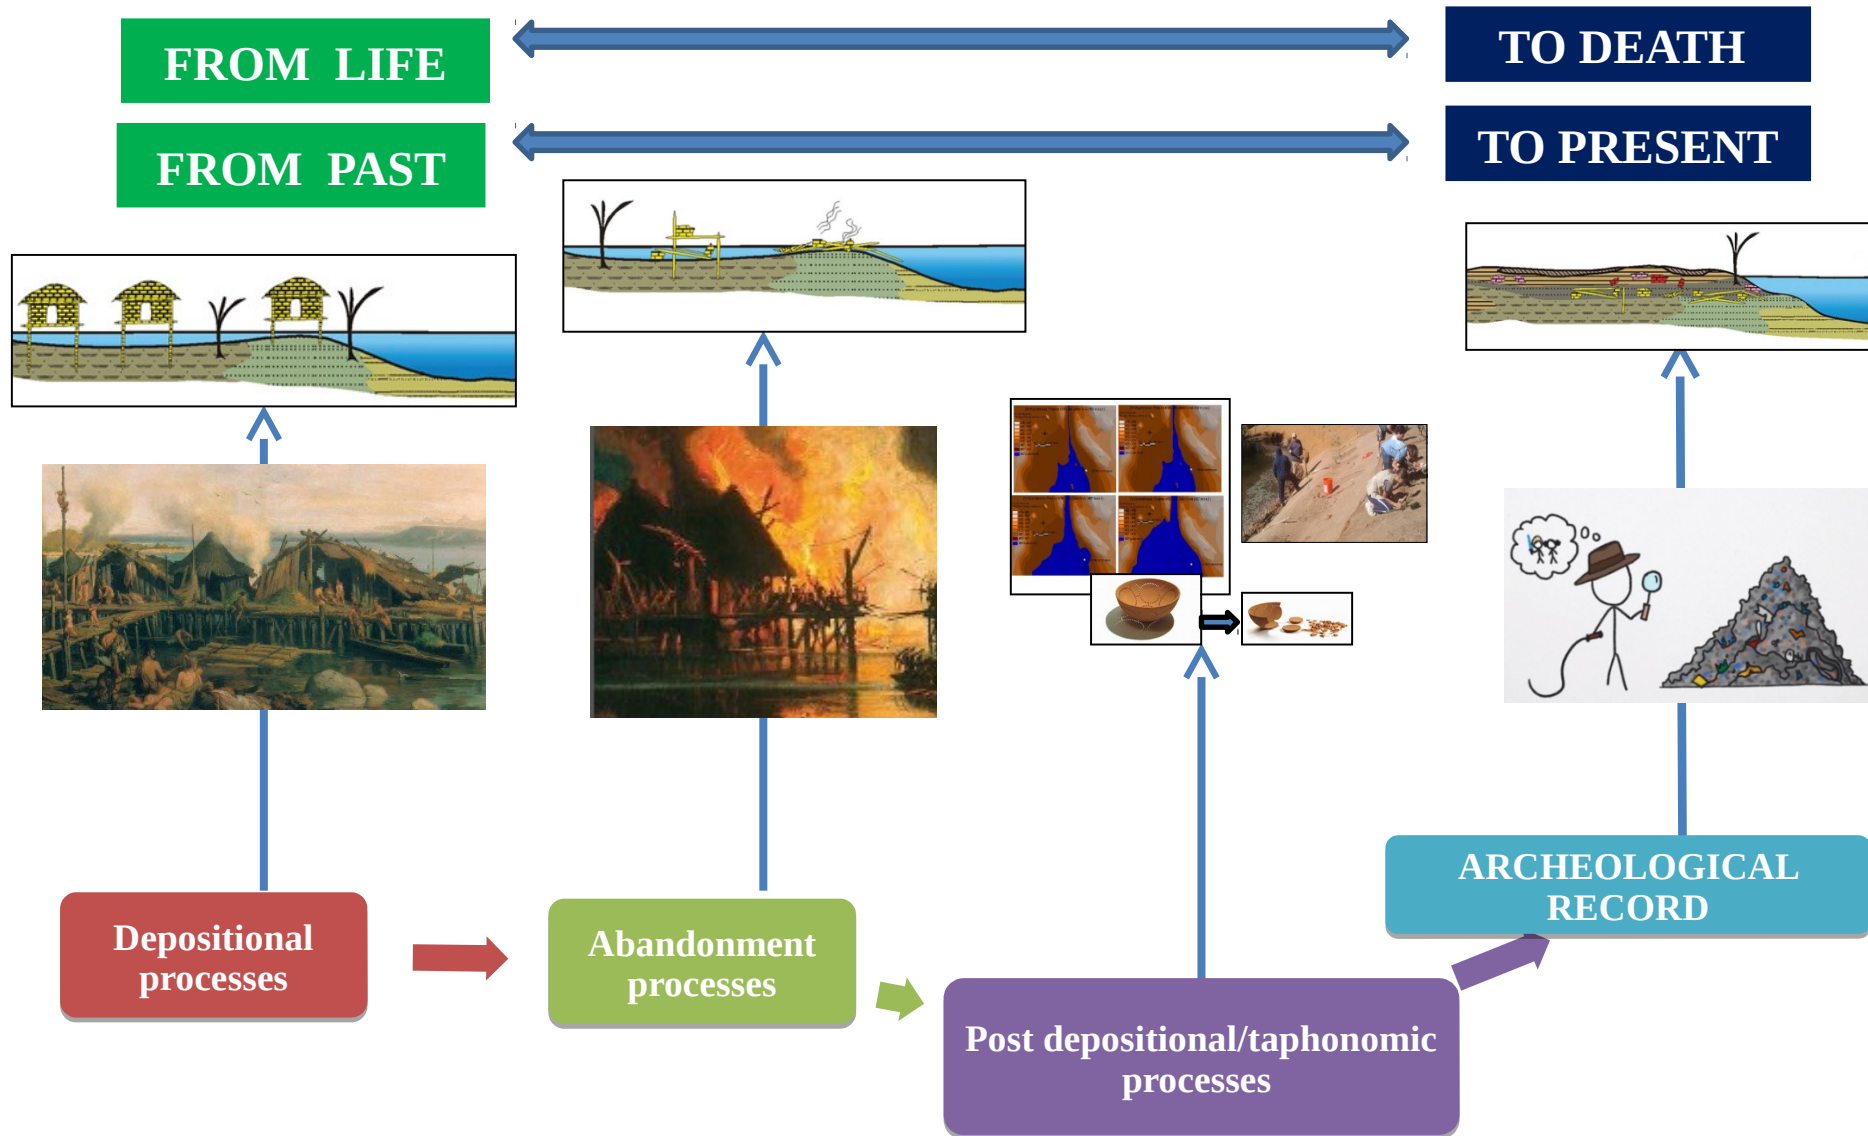 FROM LIFE
TO DEATH
FROM PAST
TO PRESENT
Depositional
processes
Abandonment
processes
Post depositional/taphonomic
processes
ARCHEOLOGICAL
RECORD